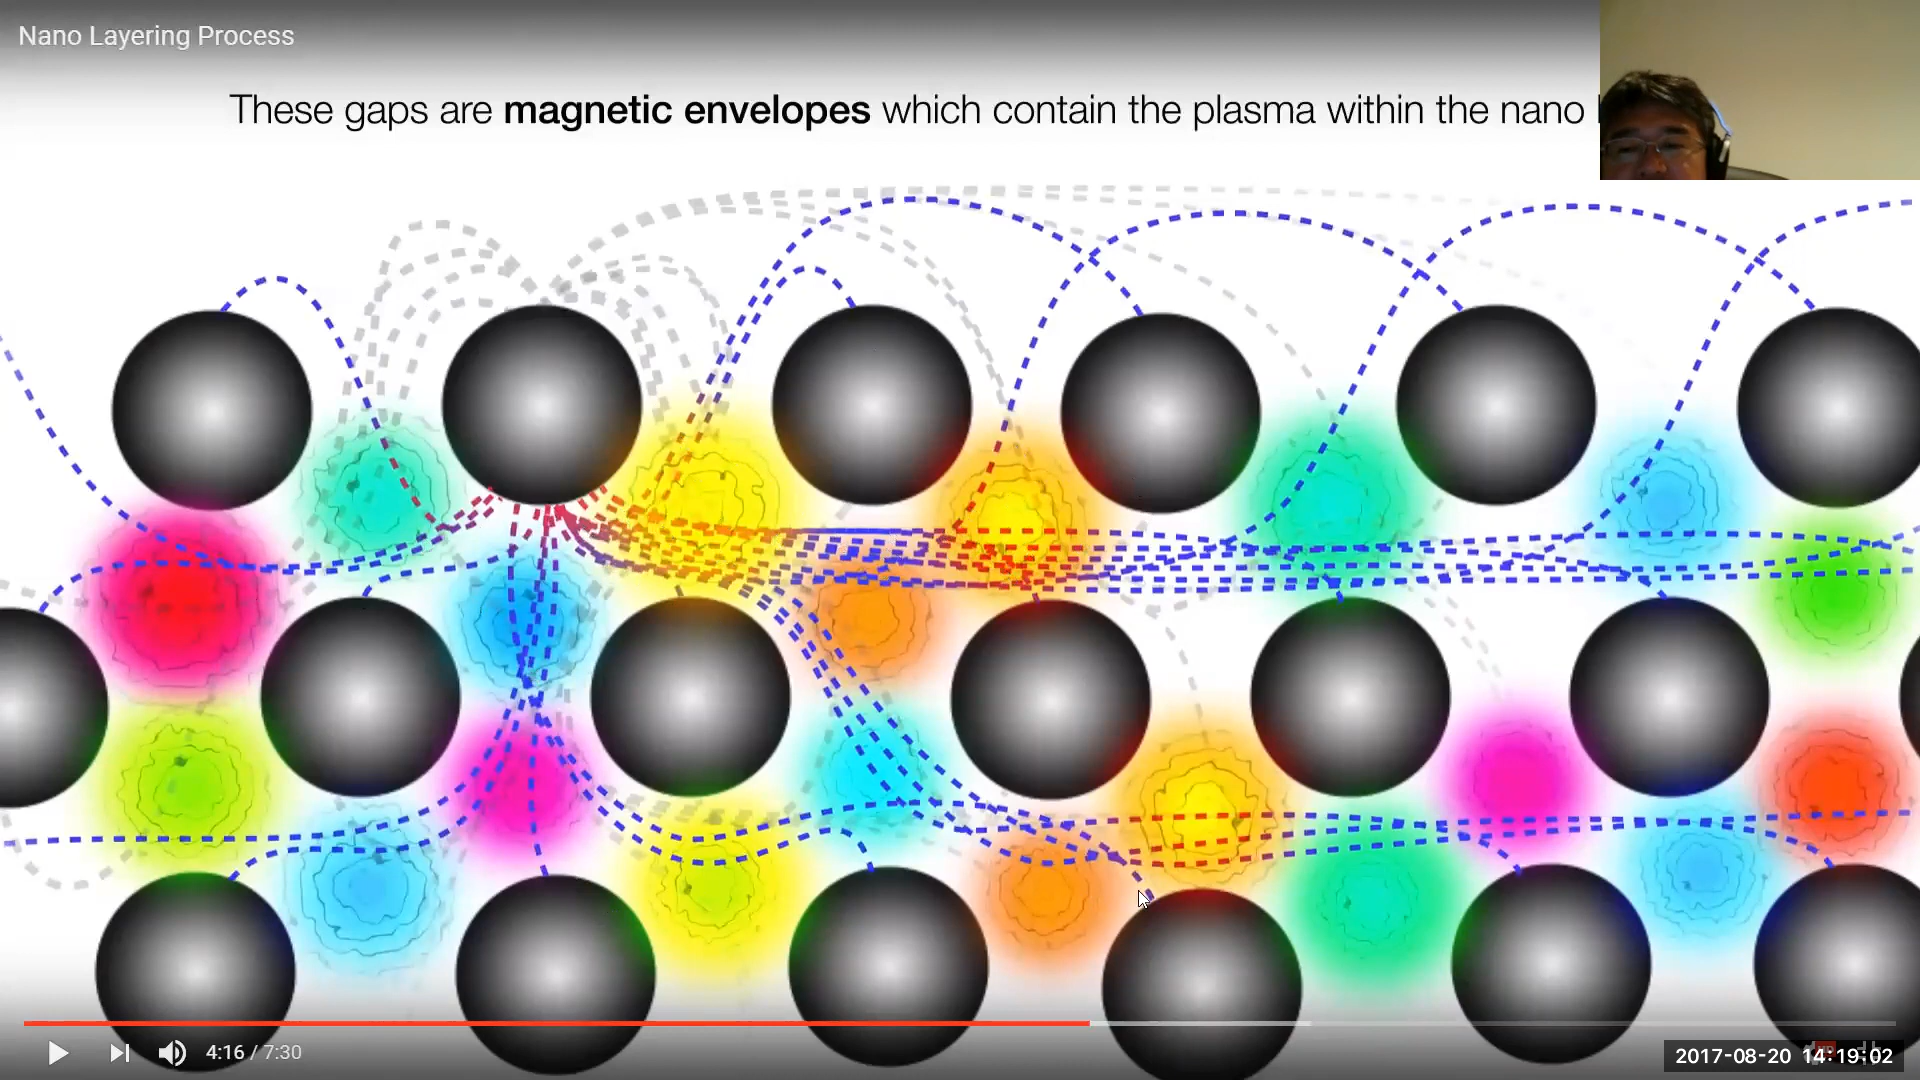 Nano Layering Process
These gaps are magnetic envelopes which contain the plasma within the nano
4:16 / 7:30
2017-08-20 14:19:02